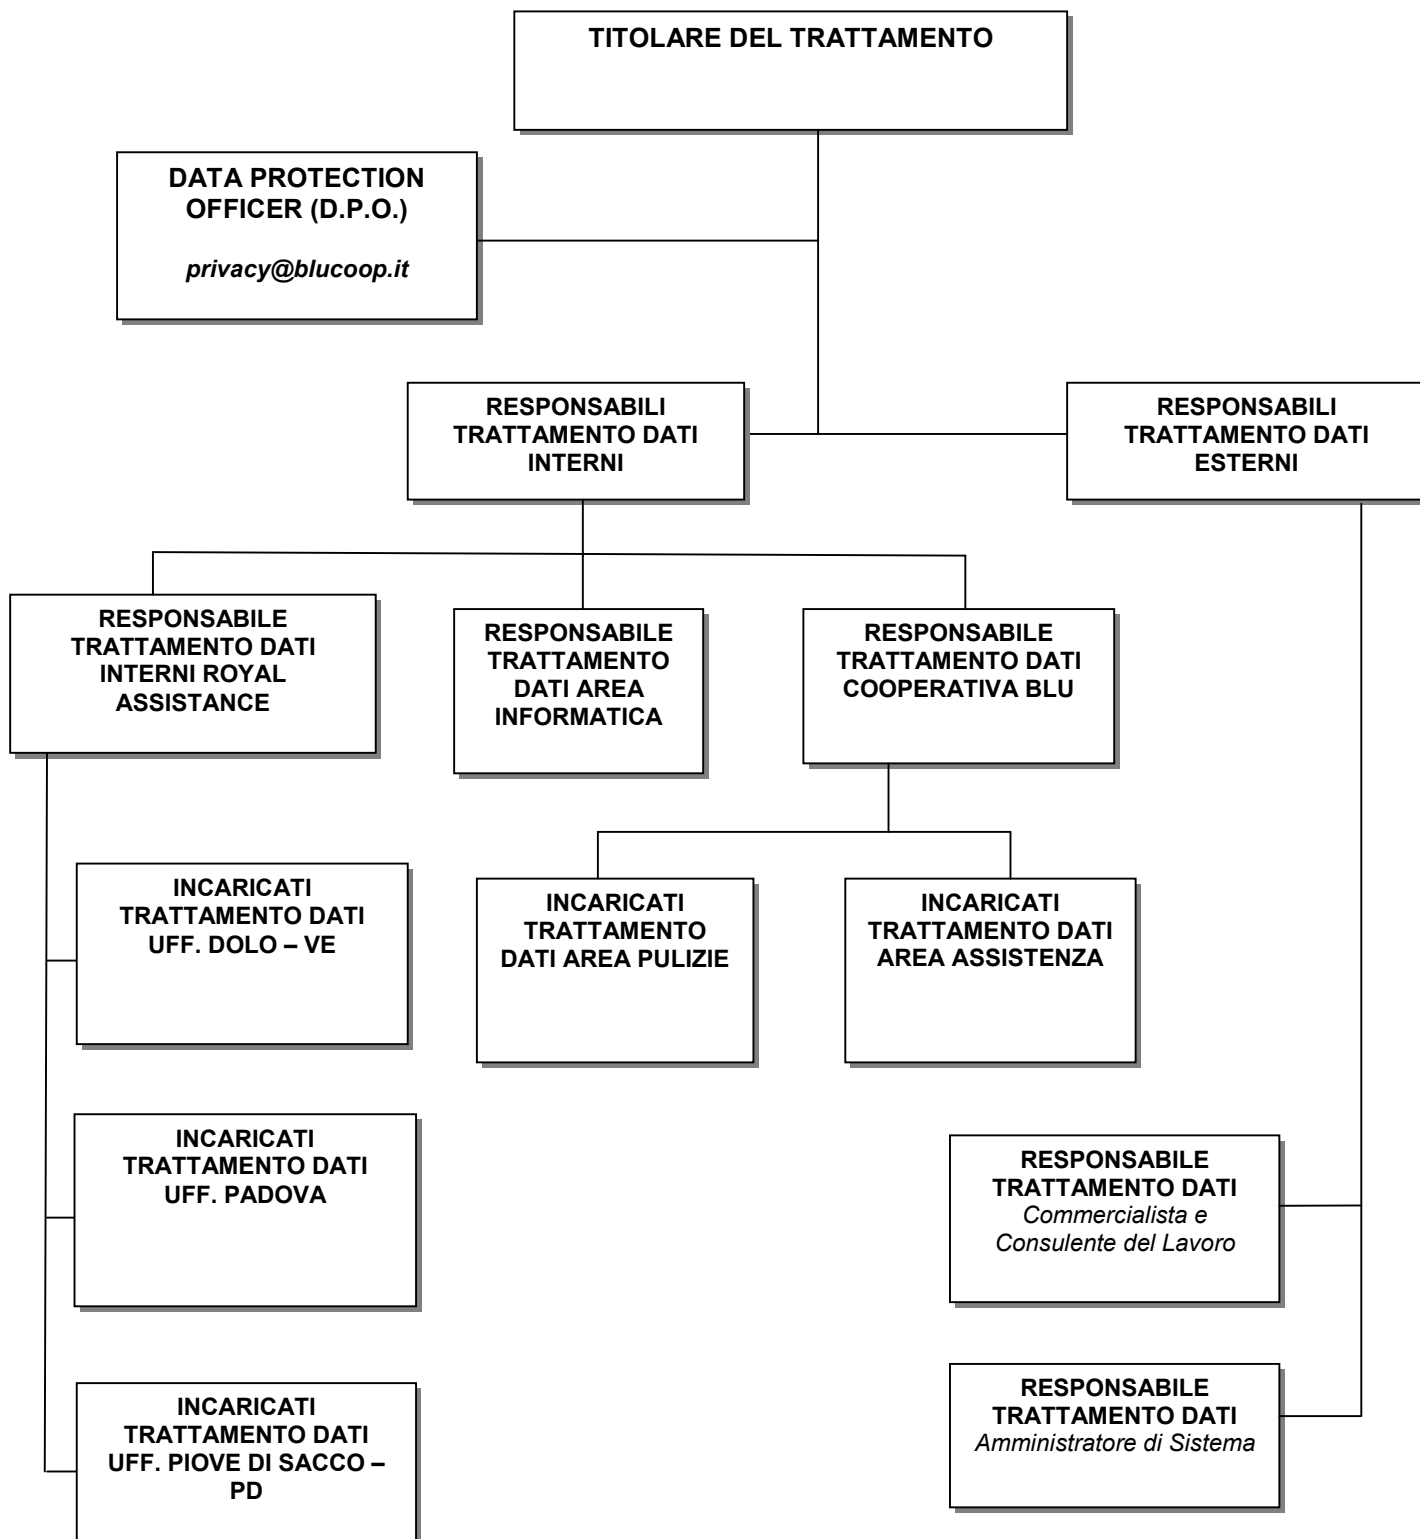 TITOLARE DEL TRATTAMENTO
DATA PROTECTION
OFFICER (D.P.O.)
privacy@blucoop.it
RESPONSABILI
TRATTAMENTO DATI
INTERNI
RESPONSABILI
TRATTAMENTO DATI
ESTERNI
RESPONSABILE
TRATTAMENTO DATI
INTERNI ROYAL
ASSISTANCE
RESPONSABILE
TRATTAMENTO
DATI AREA
INFORMATICA
RESPONSABILE
TRATTAMENTO DATI
COOPERATIVA BLU
INCARICATI
TRATTAMENTO DATI
UFF. DOLO – VE
INCARICATI
TRATTAMENTO
DATI AREA PULIZIE
INCARICATI
TRATTAMENTO DATI
AREA ASSISTENZA
INCARICATI
TRATTAMENTO DATI
UFF. PADOVA
RESPONSABILE
TRATTAMENTO DATI
Commercialista e
Consulente del Lavoro
INCARICATI
TRATTAMENTO DATI
UFF. PIOVE DI SACCO –
PD
RESPONSABILE
TRATTAMENTO DATI
Amministratore di Sistema